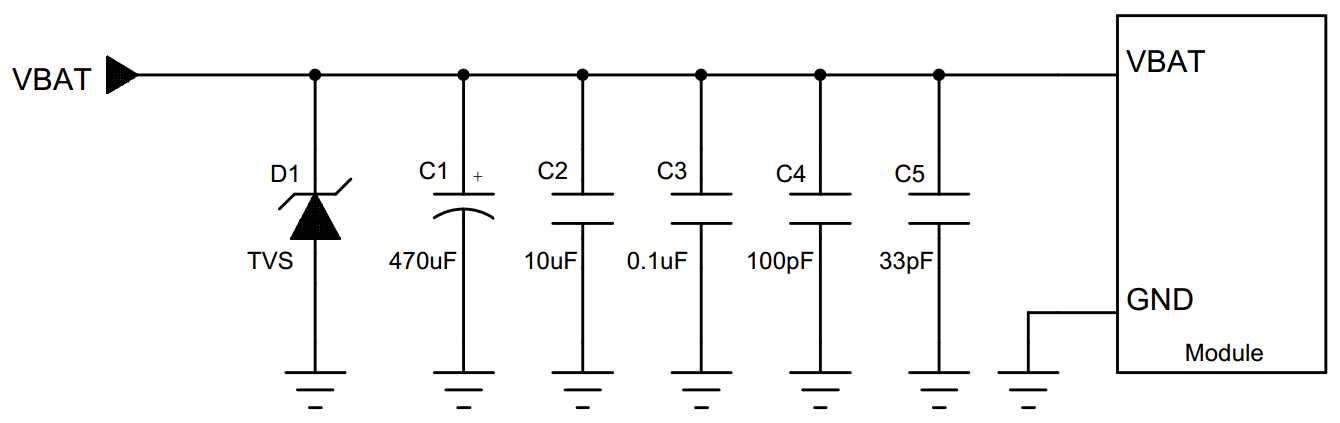 VBAT
D1
TVS
C1 +
470uF
C2
10uF
C3
0.1uF
C4
100pF
C5
33pF
VBAT
GND
Module